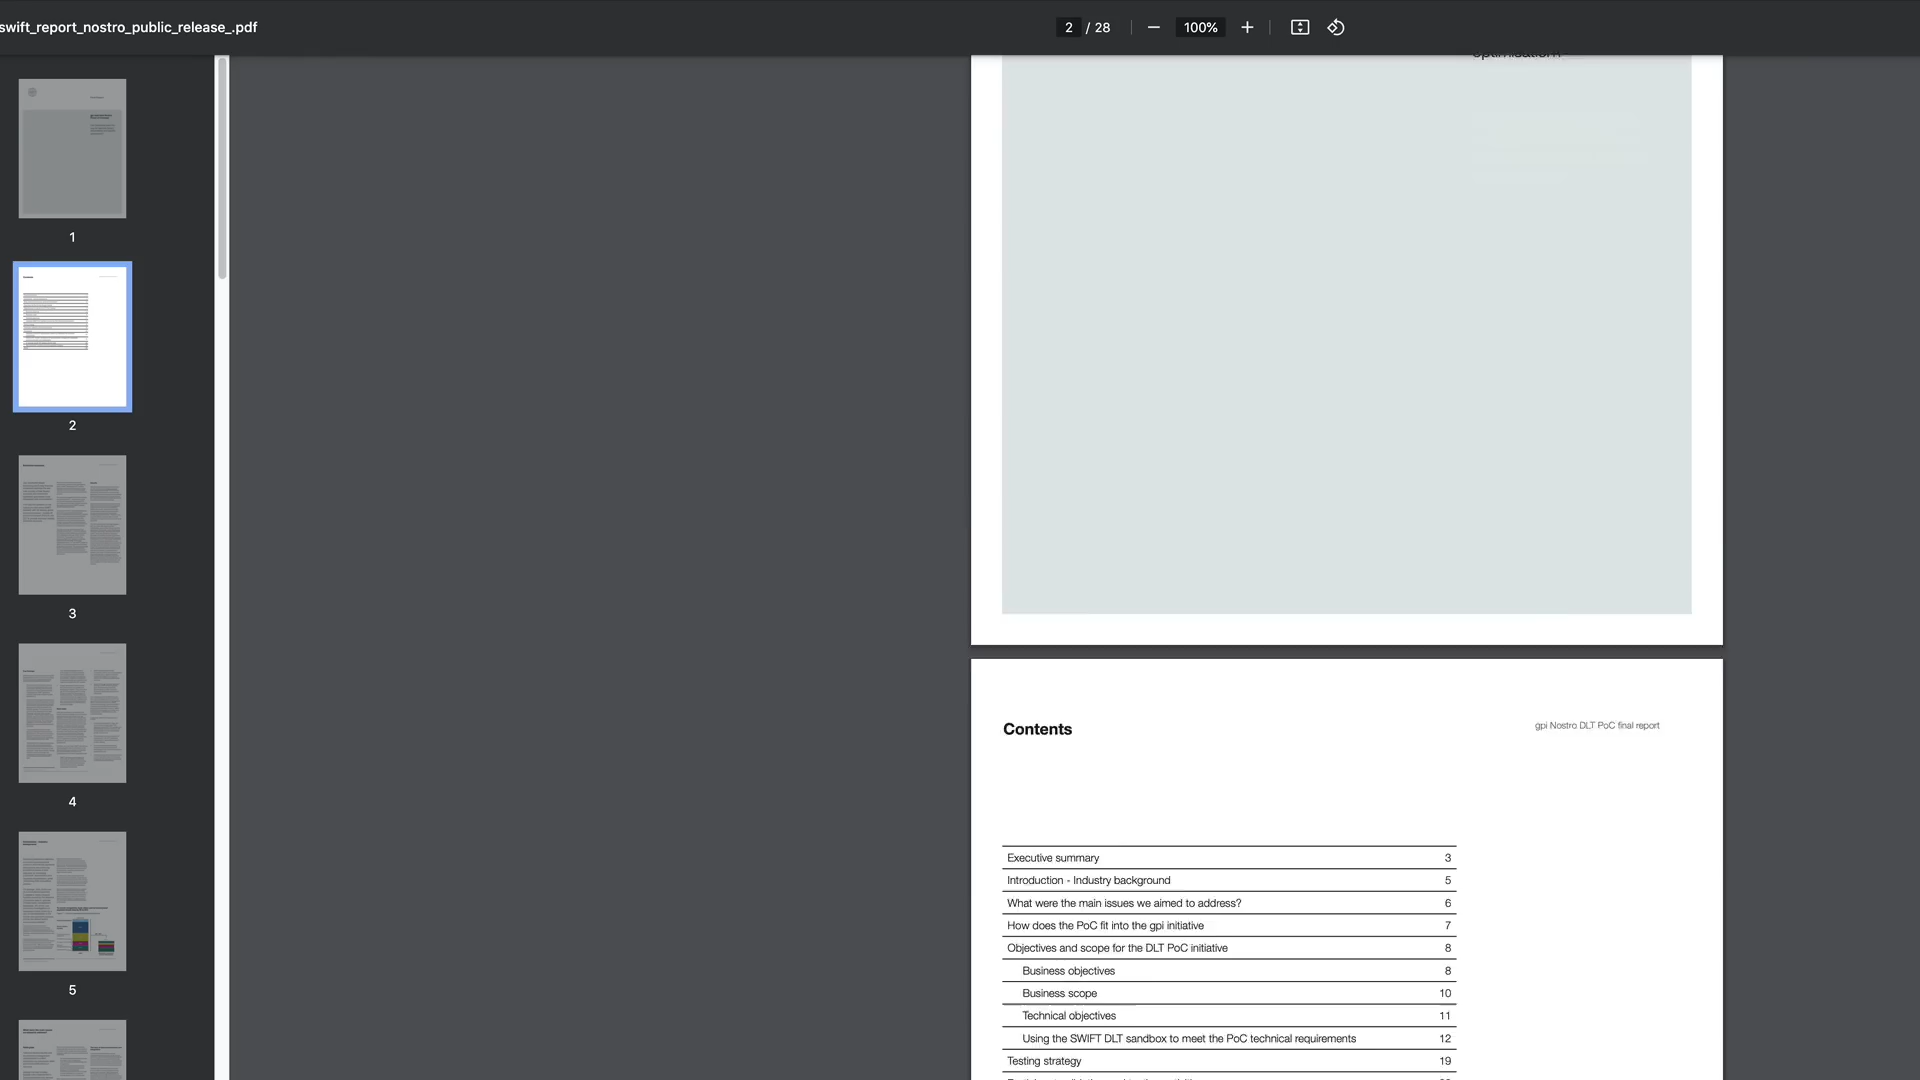 swift_report_nostro_public_release_.pdf
2 / 28
100%
1
2
3
4
5
Contents
gpi Nostro DLT PoC final report
Executive summary 3
Introduction - Industry background 5
What were the main issues we aimed to address? 6
How does the PoC fit into the gpi initiative 7
Objectives and scope for the DLT PoC initiative 8
Business objectives 8
Business scope 10
Technical objectives 11
Using the SWIFT DLT sandbox to meet the PoC technical requirements 12
Testing strategy 19